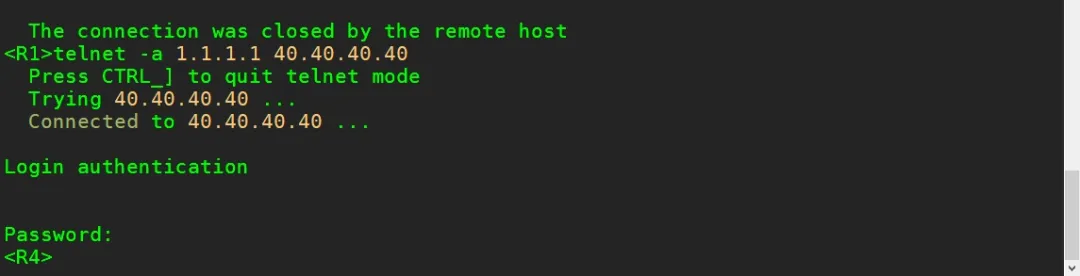 The connection was closed by the remote host
<R1>telnet -a 1.1.1.1 40.40.40.40
Press CTRL_] to quit telnet mode
Trying 40.40.40.40 ...
Connected to 40.40.40.40 ...
Login authentication
Password:
<R4>